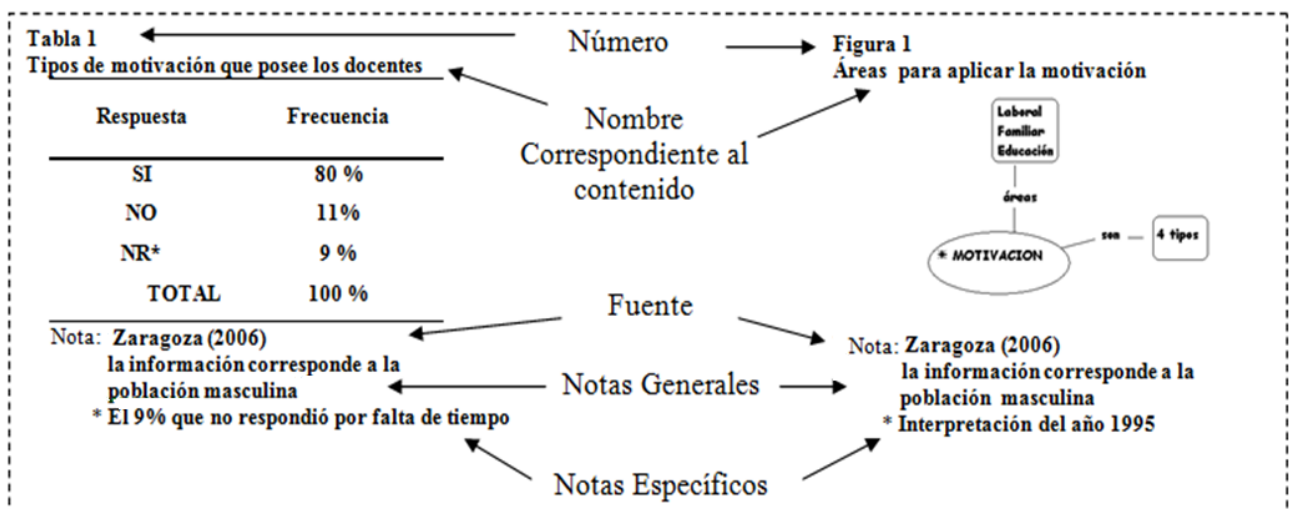 Tabla 1
Tipos de motivación que posee los docentes
Respuesta Frecuencia
SI 80 %
NO 11%
NR* 9 %
TOTAL 100 %
Nota: Zaragoza (2006)
la información corresponde a la
población masculina
* El 9% que no respondió por falta de tiempo
Número
Nombre
Correspondiente al
contenido
Fuente
Notas Generales
Notas Específicos
Figura 1
Áreas para aplicar la motivación
Laboral
Familiar
Educación
áreas
* MOTIVACION
son
4 tipos
Nota: Zaragoza (2006)
la información corresponde a la
población masculina
* Interpretación del año 1995